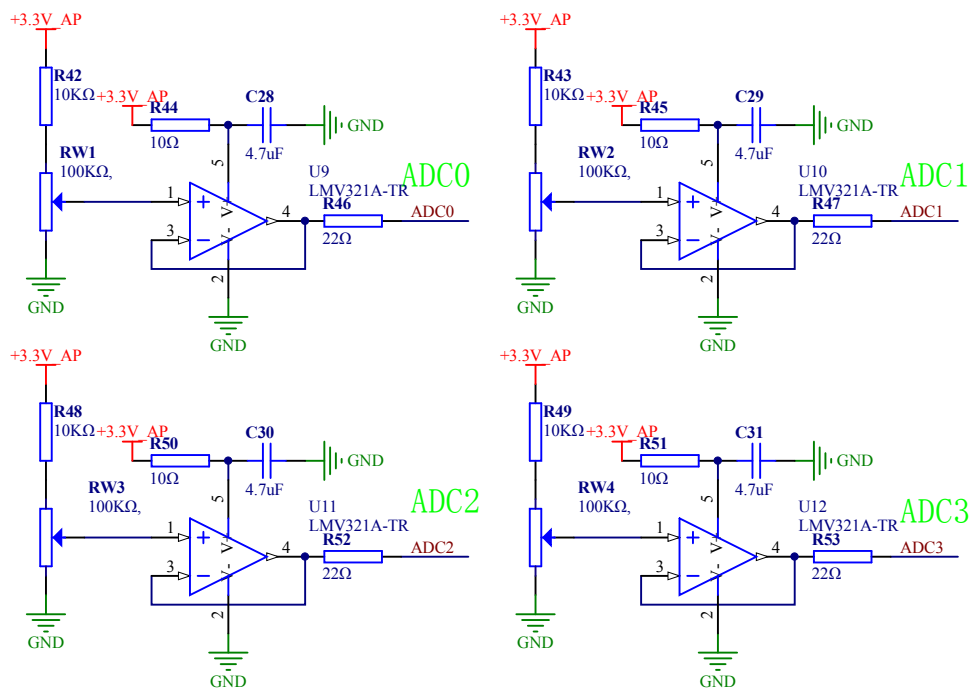 +3.3V_AP
R42
10KΩ
+3.3V_AP
R44
10Ω
C28
4.7uF
GND
RW1
100KΩ,
5
U9
LMV321A-TR
ADC0
1
3
V+
V-
4
R46
22Ω
ADC0
2
GND
GND
+3.3V_AP
R43
10KΩ
+3.3V_AP
R45
10Ω
C29
4.7uF
GND
RW2
100KΩ,
5
U10
LMV321A-TR
ADC1
1
3
V+
V-
4
R47
22Ω
ADC1
2
GND
GND
+3.3V_AP
R48
10KΩ
+3.3V_AP
R50
10Ω
C30
4.7uF
GND
RW3
100KΩ,
5
U11
LMV321A-TR
ADC2
1
3
V+
V-
4
R52
22Ω
ADC2
2
GND
GND
+3.3V_AP
R49
10KΩ
+3.3V_AP
R51
10Ω
C31
4.7uF
GND
RW4
100KΩ,
5
U12
LMV321A-TR
ADC3
1
3
V+
V-
4
R53
22Ω
ADC3
2
GND
GND